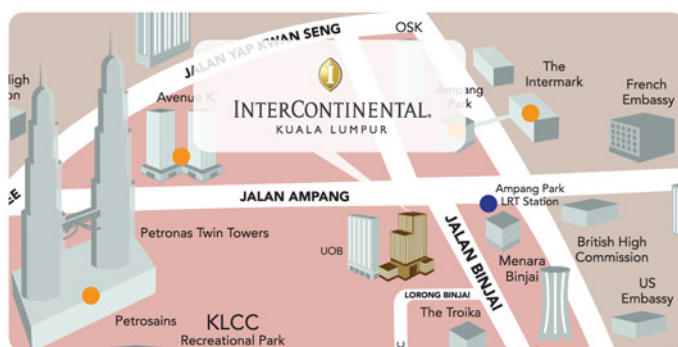 OSK
JALAN YAP KWAN SENG
The
Intermark
High
Avenue K
Ampang
Park
French
Embassy
I
INTERCONTINENTAL®
KUALA LUMPUR
JALAN AMPANG
Ampang Park
LRT Station
Petronas Twin Towers
UOB
JALAN BINJAI
Menara
Binjai
British High
Commission
US
Embassy
LORONG BINJAI
The Troika
Petrosains
KLCC
Recreational Park